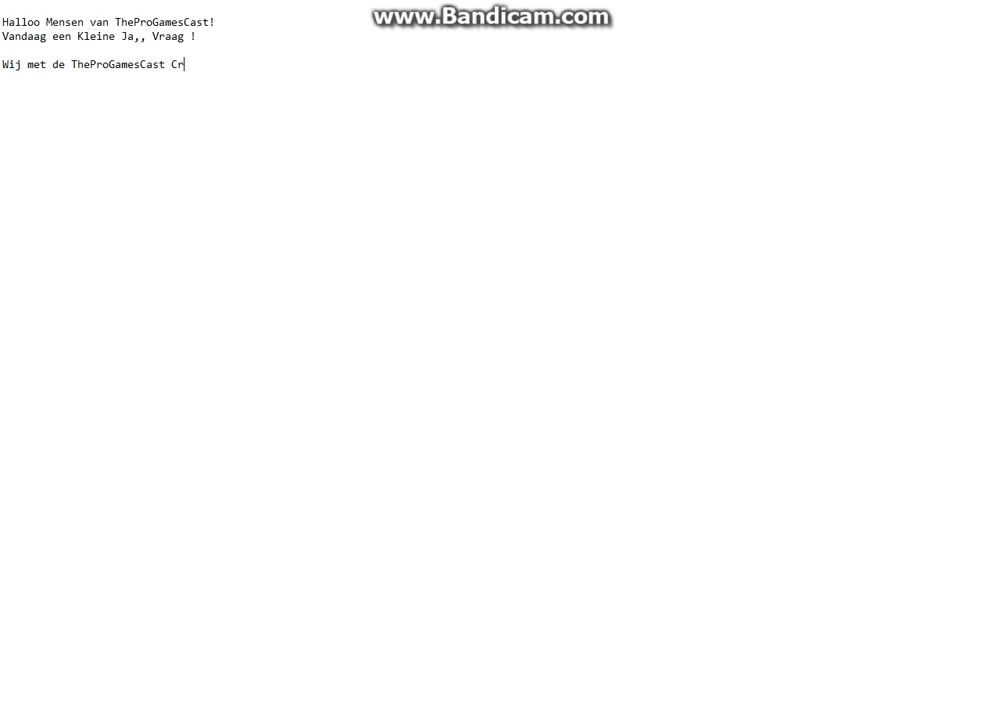 www.Bandicam.com
Halloo Mensen van TheProGamesCast!
Vandaag een Kleine Ja,, Vraag !
Wij met de TheProGamesCast Cr